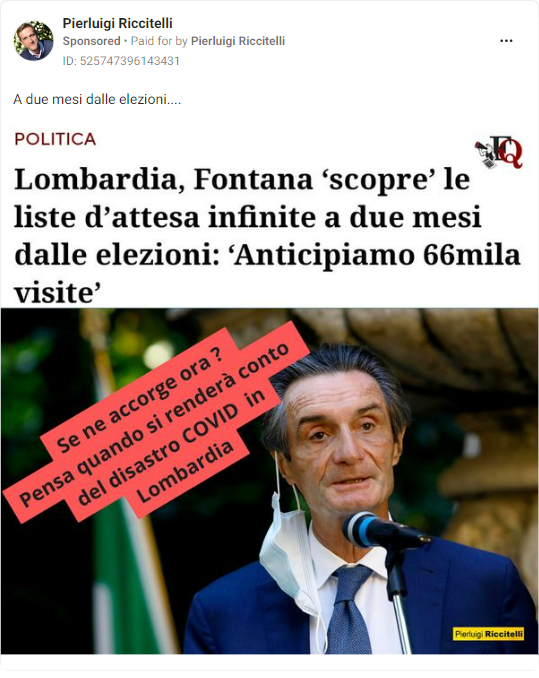 Pierluigi Riccitelli
Sponsored • Paid for by Pierluigi Riccitelli
ID: 525747396143431
A due mesi dalle elezioni....
POLITICA
FQ
Lombardia, Fontana ‘scopre’ le
liste d’attesa infinite a due mesi
dalle elezioni: ‘Anticipiamo 66mila
visite’
Se ne accorge ora ?
Pensa quando si renderà conto
del disastro COVID in
Lombardia
Pierluigi Riccitelli